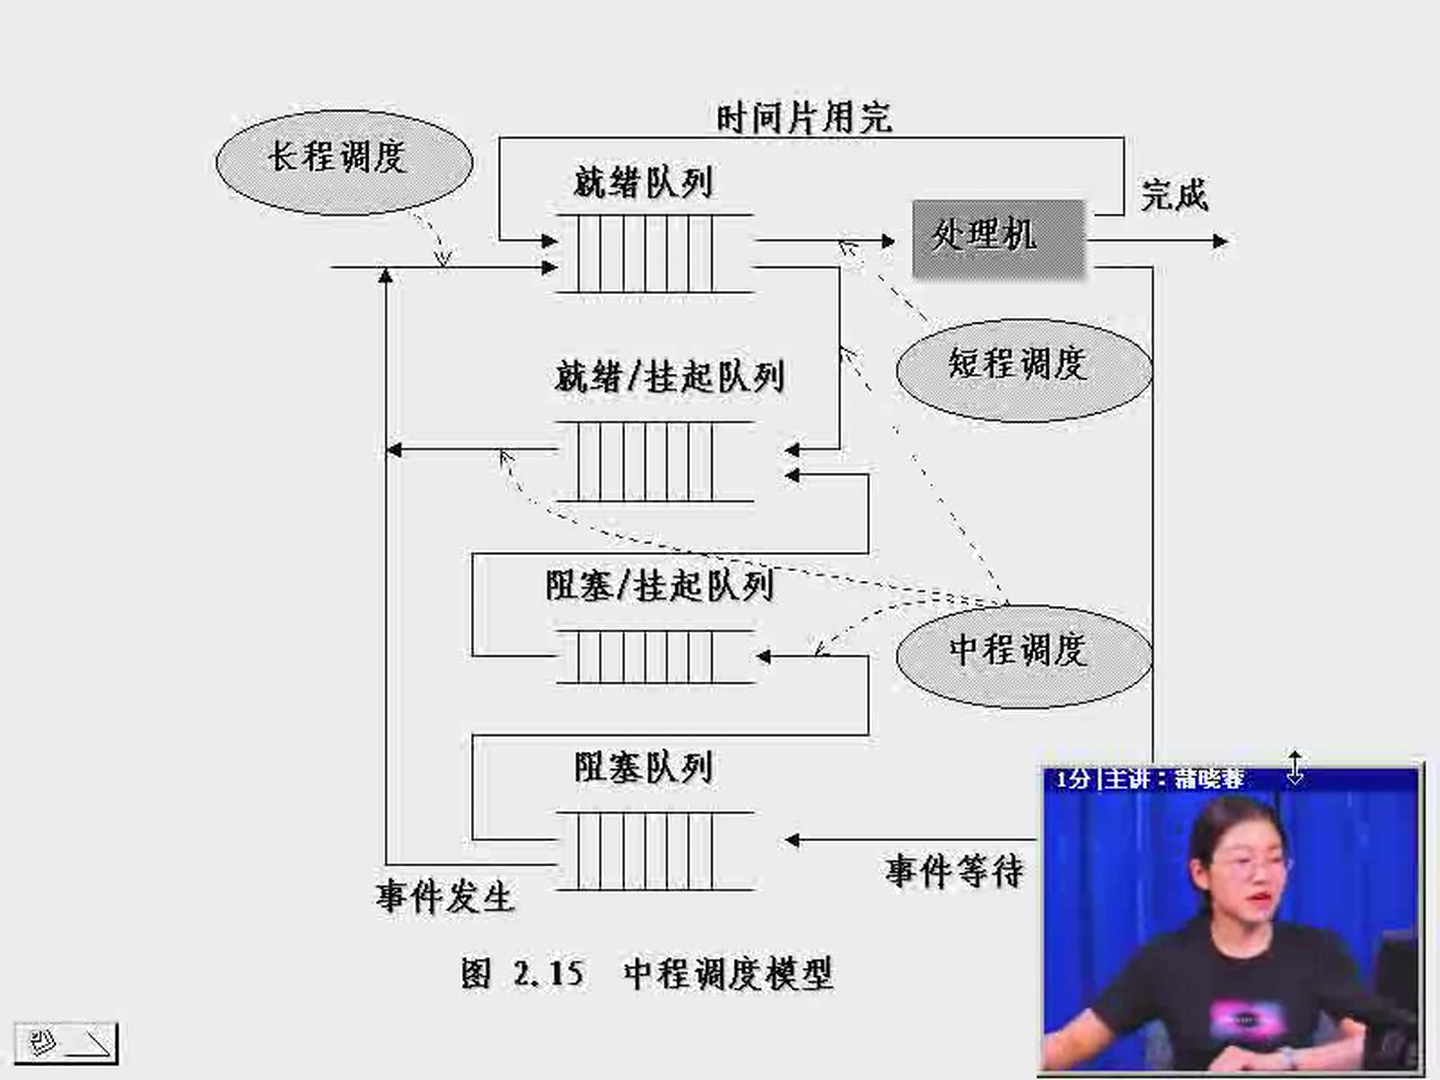 时间片用完
长程调度
就绪队列
完成
处理机
短程调度
就绪/挂起队列
阻塞/挂起队列
中程调度
阻塞队列
1分|主讲：蒲晓蓉
事件等待
事件发生
图 2.15 中程调度模型